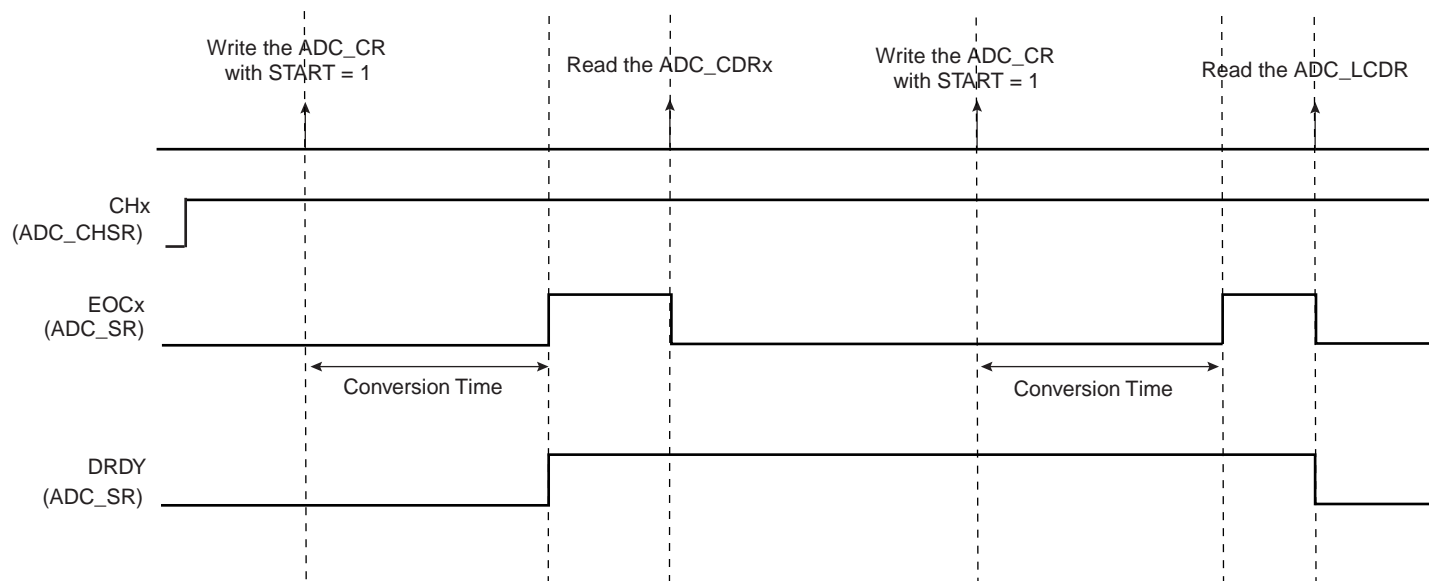 Write the ADC_CR
with START = 1
Read the ADC_CDRx
Write the ADC_CR
with START = 1
Read the ADC_LCDR
CHx
(ADC_CHSR)
EOCx
(ADC_SR)
Conversion Time
Conversion Time
DRDY
(ADC_SR)